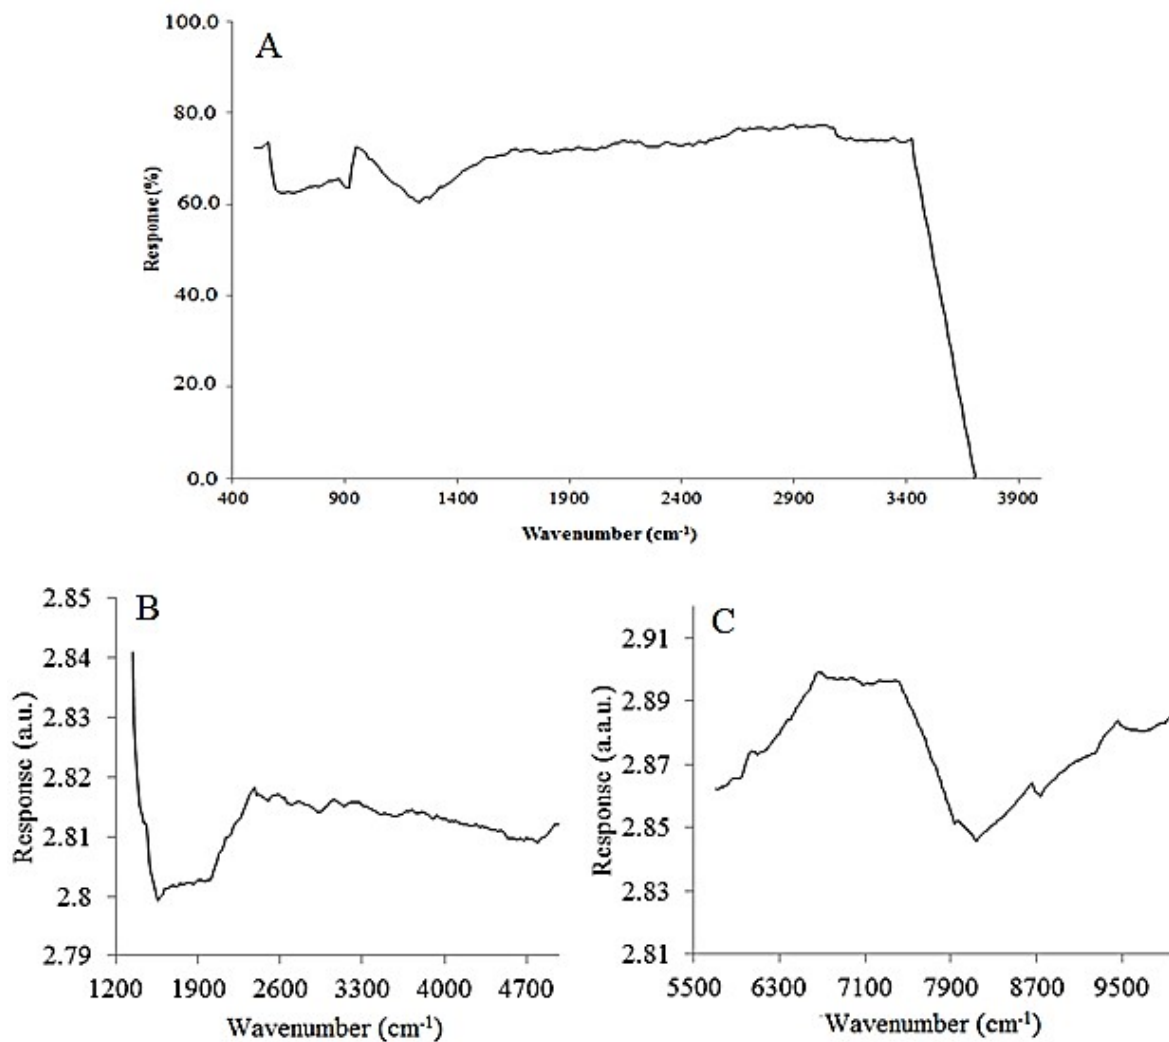 A
100.0
80.0
60.0
40.0
20.0
0.0
Response (%)
400 900 1400 1900 2400 2900 3400 3900
Wavenumber (cm-1)
B
2.85
2.84
2.83
2.82
2.81
2.8
2.79
Response (a.u.)
1200 1900 2600 3300 4000 4700
Wavenumber (cm-1)
C
2.91
2.89
2.87
2.85
2.83
2.81
Response (a.a.u.)
5500 6300 7100 7900 8700 9500
Wavenumber (cm-1)